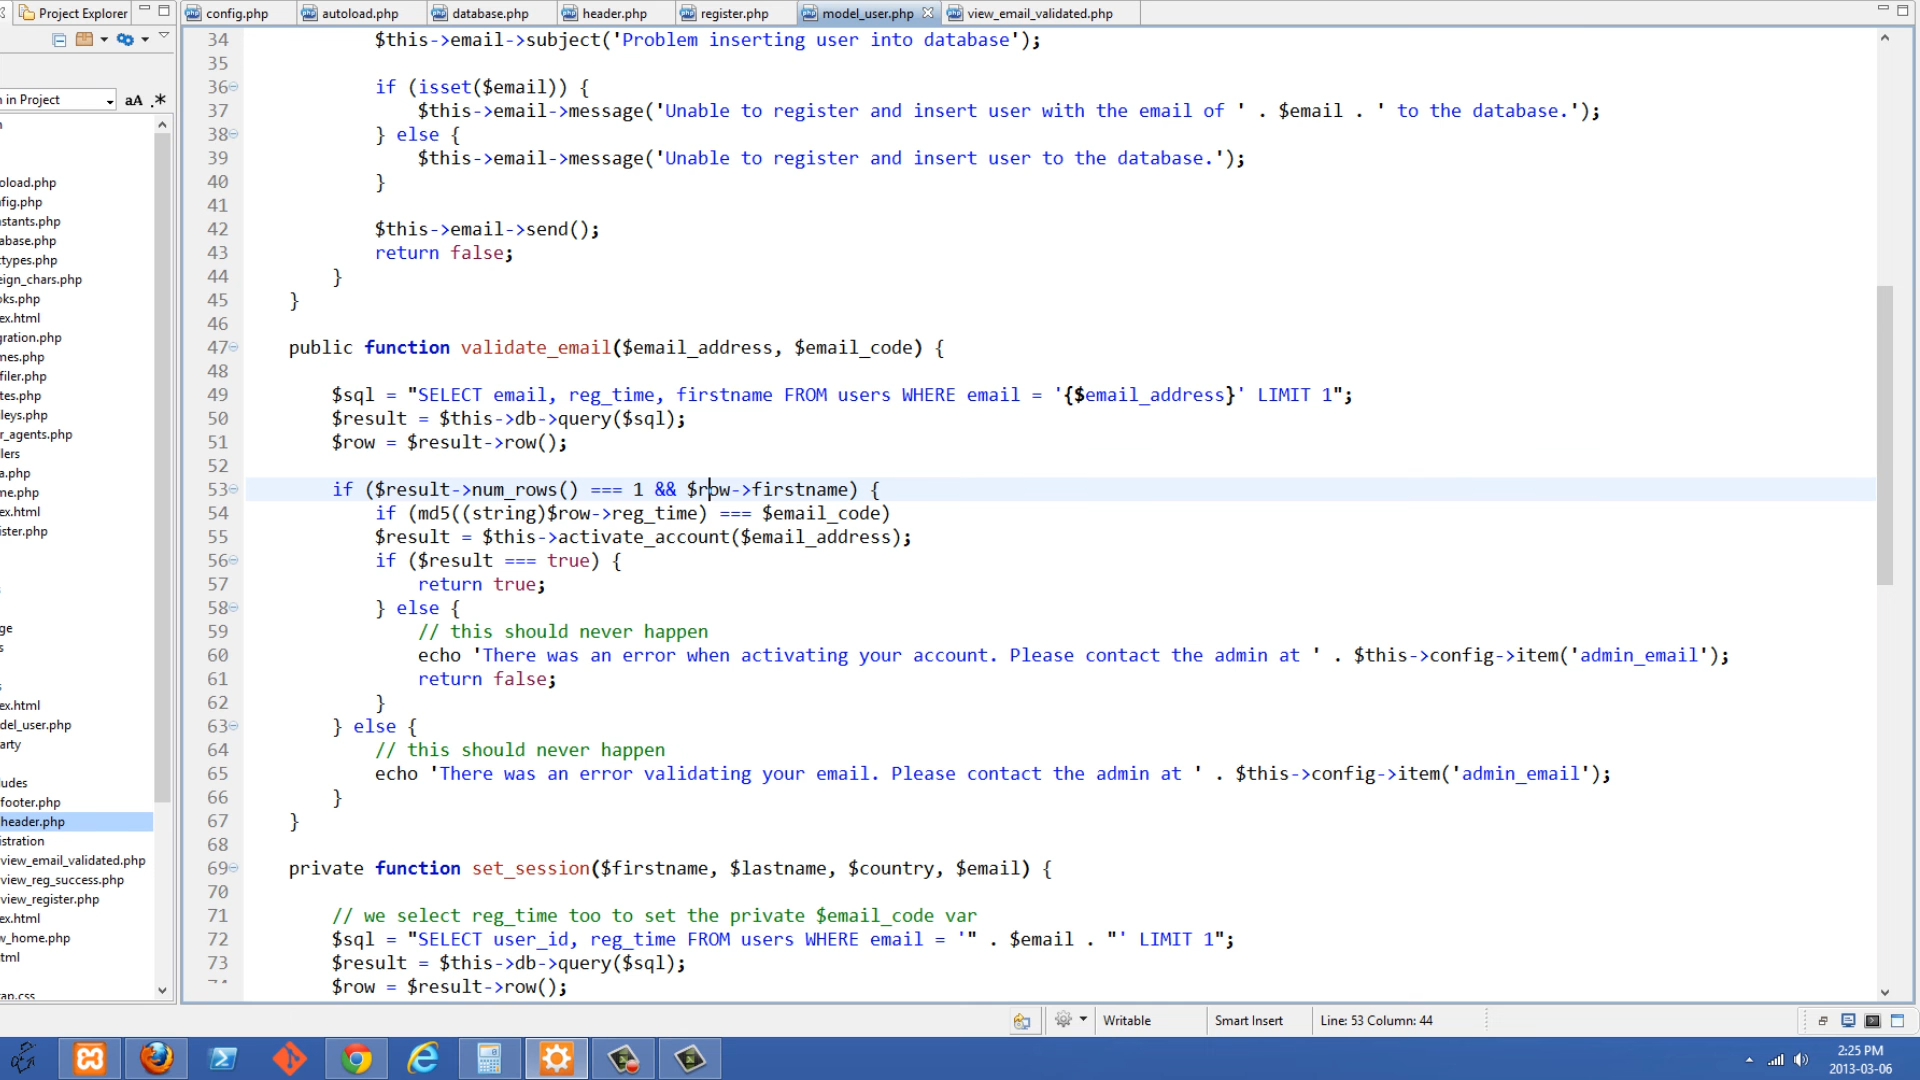 Project Explorer
config.php
autoload.php
database.php
header.php
register.php
model_user.php
view_email_validated.php
n in Project
aA .*
oload.php
fig.php
stants.php
abase.php
ctypes.php
eign_chars.php
oks.php
ex.html
gration.php
mes.php
filer.php
utes.php
ileys.php
er_agents.php
llers
a.php
me.php
ex.html
ister.php
ge
s
s
ex.html
del_user.php
arty
ludes
footer.php
header.php
istration
view_email_validated.php
view_reg_success.php
view_register.php
ex.html
w_home.php
tml
rap.css
34 $this->email->subject('Problem inserting user into database');
35
36 if (isset($email)) {
37 $this->email->message('Unable to register and insert user with the email of ' . $email . ' to the database.');
38 } else {
39 $this->email->message('Unable to register and insert user to the database.');
40 }
41
42 $this->email->send();
43 return false;
44 }
45 }
46
47 public function validate_email($email_address, $email_code) {
48
49 $sql = "SELECT email, reg_time, firstname FROM users WHERE email = '{$email_address}' LIMIT 1";
50 $result = $this->db->query($sql);
51 $row = $result->row();
52
53 if ($result->num_rows() === 1 && $row->firstname) {
54 if (md5((string)$row->reg_time) === $email_code)
55 $result = $this->activate_account($email_address);
56 if ($result === true) {
57 return true;
58 } else {
59 // this should never happen
60 echo 'There was an error when activating your account. Please contact the admin at ' . $this->config->item('admin_email');
61 return false;
62 }
63 } else {
64 // this should never happen
65 echo 'There was an error validating your email. Please contact the admin at ' . $this->config->item('admin_email');
66 }
67 }
68
69 private function set_session($firstname, $lastname, $country, $email) {
70
71 // we select reg_time too to set the private $email_code var
72 $sql = "SELECT user_id, reg_time FROM users WHERE email = '" . $email . "' LIMIT 1";
73 $result = $this->db->query($sql);
74 $row = $result->row();
Writable
Smart Insert
Line: 53 Column: 44
2:25 PM
2013-03-06